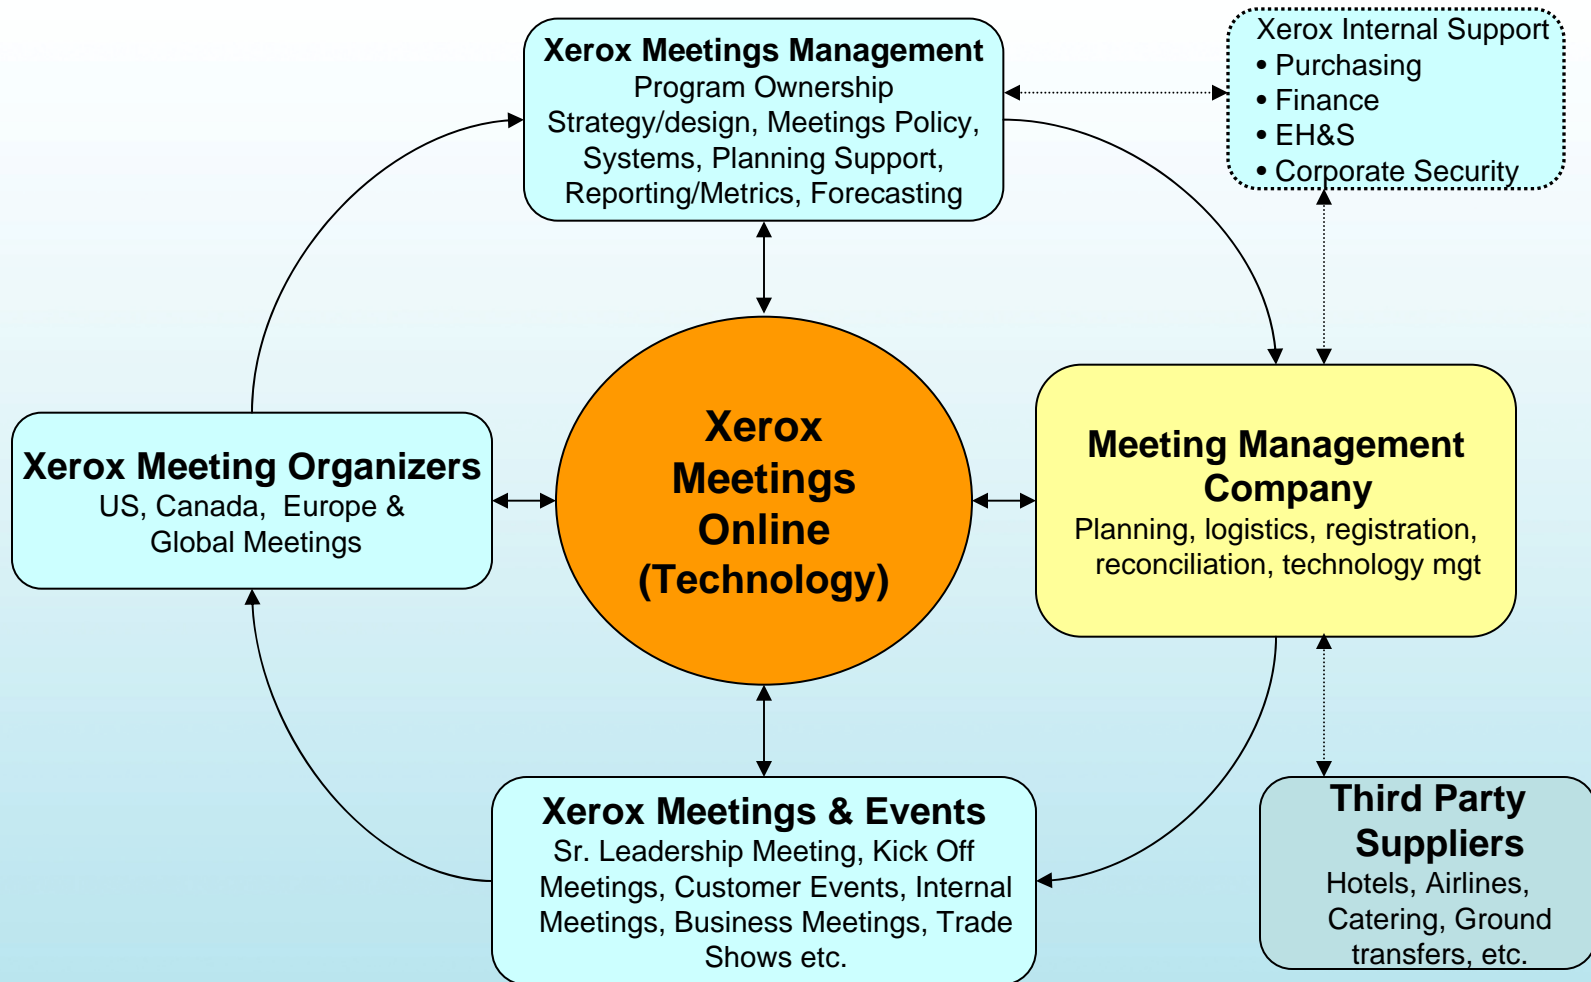 Xerox Meetings Management
Program Ownership
Strategy/design, Meetings Policy,
Systems, Planning Support,
Reporting/Metrics, Forecasting
Xerox Internal Support
• Purchasing
• Finance
• EH&S
• Corporate Security
Xerox Meeting Organizers
US, Canada, Europe &
Global Meetings
Xerox
Meetings
Online
(Technology)
Meeting Management
Company
Planning, logistics, registration,
reconciliation, technology mgt
Xerox Meetings & Events
Sr. Leadership Meeting, Kick Off
Meetings, Customer Events, Internal
Meetings, Business Meetings, Trade
Shows etc.
Third Party
Suppliers
Hotels, Airlines,
Catering, Ground
transfers, etc.